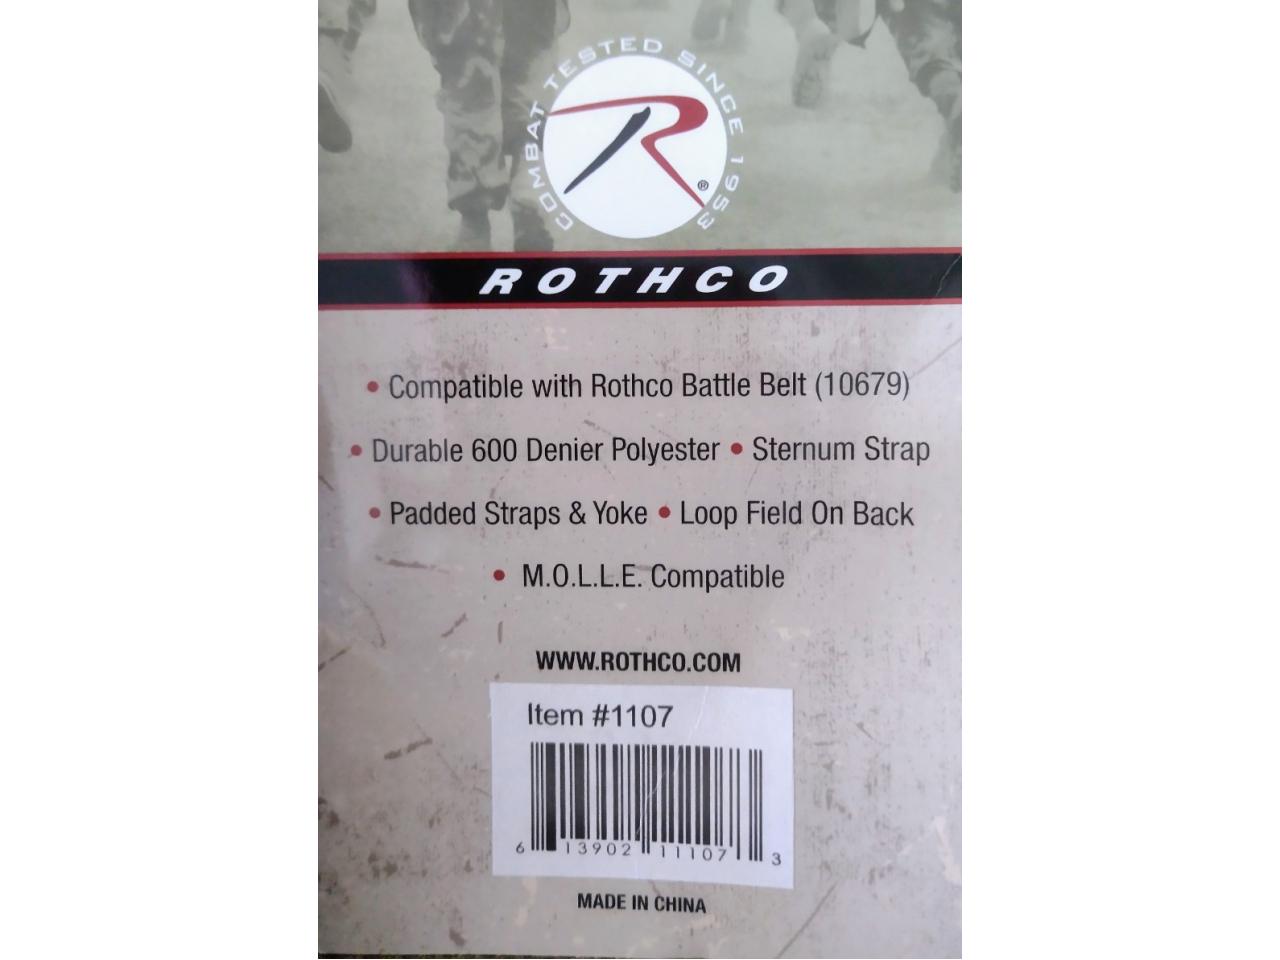 COMBAT TESTED SINCE 1953
R®
ROTHCO
• Compatible with Rothco Battle Belt (10679)
• Durable 600 Denier Polyester • Sternum Strap
• Padded Straps & Yoke • Loop Field On Back
• M.O.L.L.E. Compatible
WWW.ROTHCO.COM
Item #1107
6 13902 11107 3
MADE IN CHINA